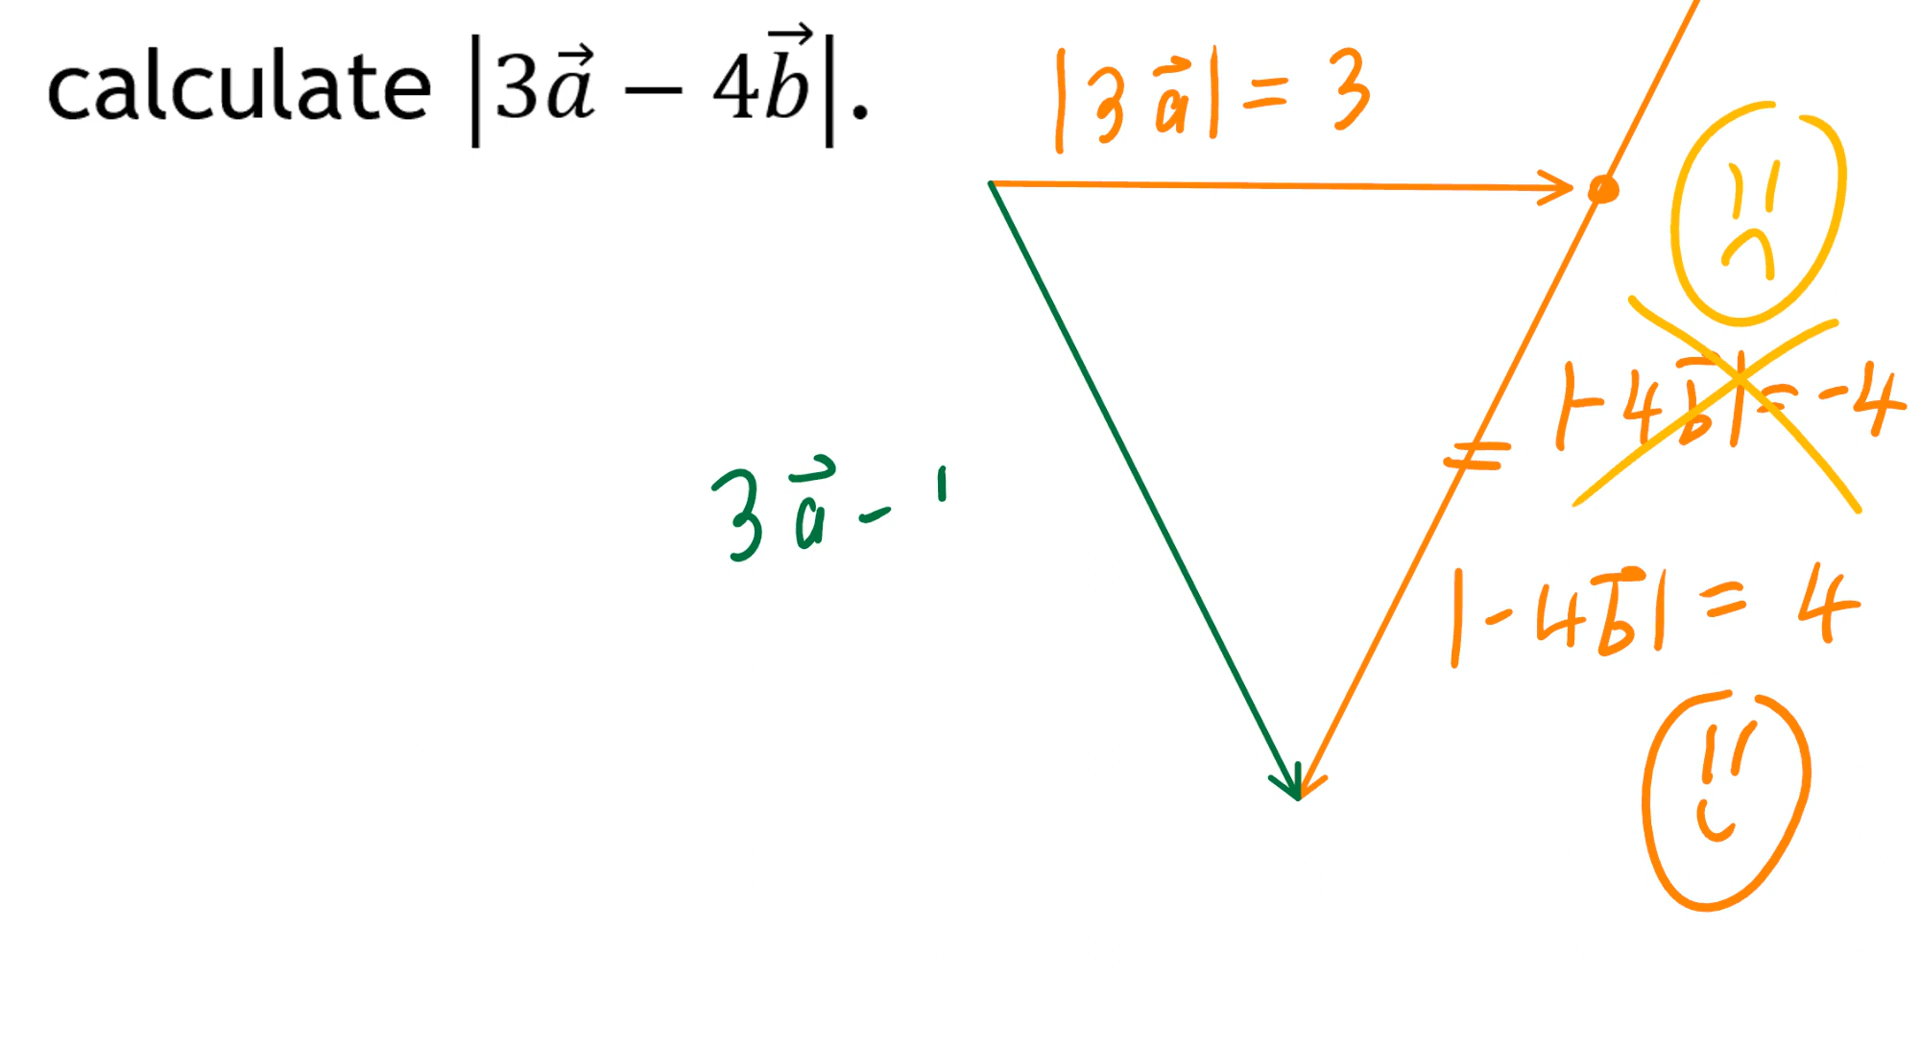 calculate |3a⃗ − 4b⃗|.
|3a⃗| = 3
|-4b⃗| = -4
3a⃗ - '
|-4b⃗| = 4